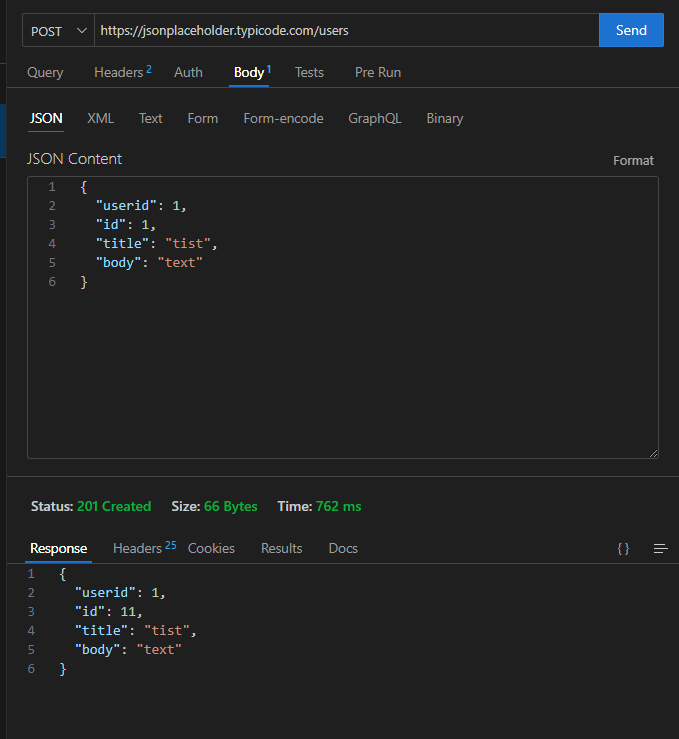 POST https://jsonplaceholder.typicode.com/users Send
Query Headers 2 Auth Body 1 Tests Pre Run
JSON XML Text Form Form-encode GraphQL Binary
JSON Content Format
1 {
2 "userid": 1,
3 "id": 1,
4 "title": "tist",
5 "body": "text"
6 }
Status: 201 Created Size: 66 Bytes Time: 762 ms
Response Headers 25 Cookies Results Docs { }
1 {
2 "userid": 1,
3 "id": 11,
4 "title": "tist",
5 "body": "text"
6 }